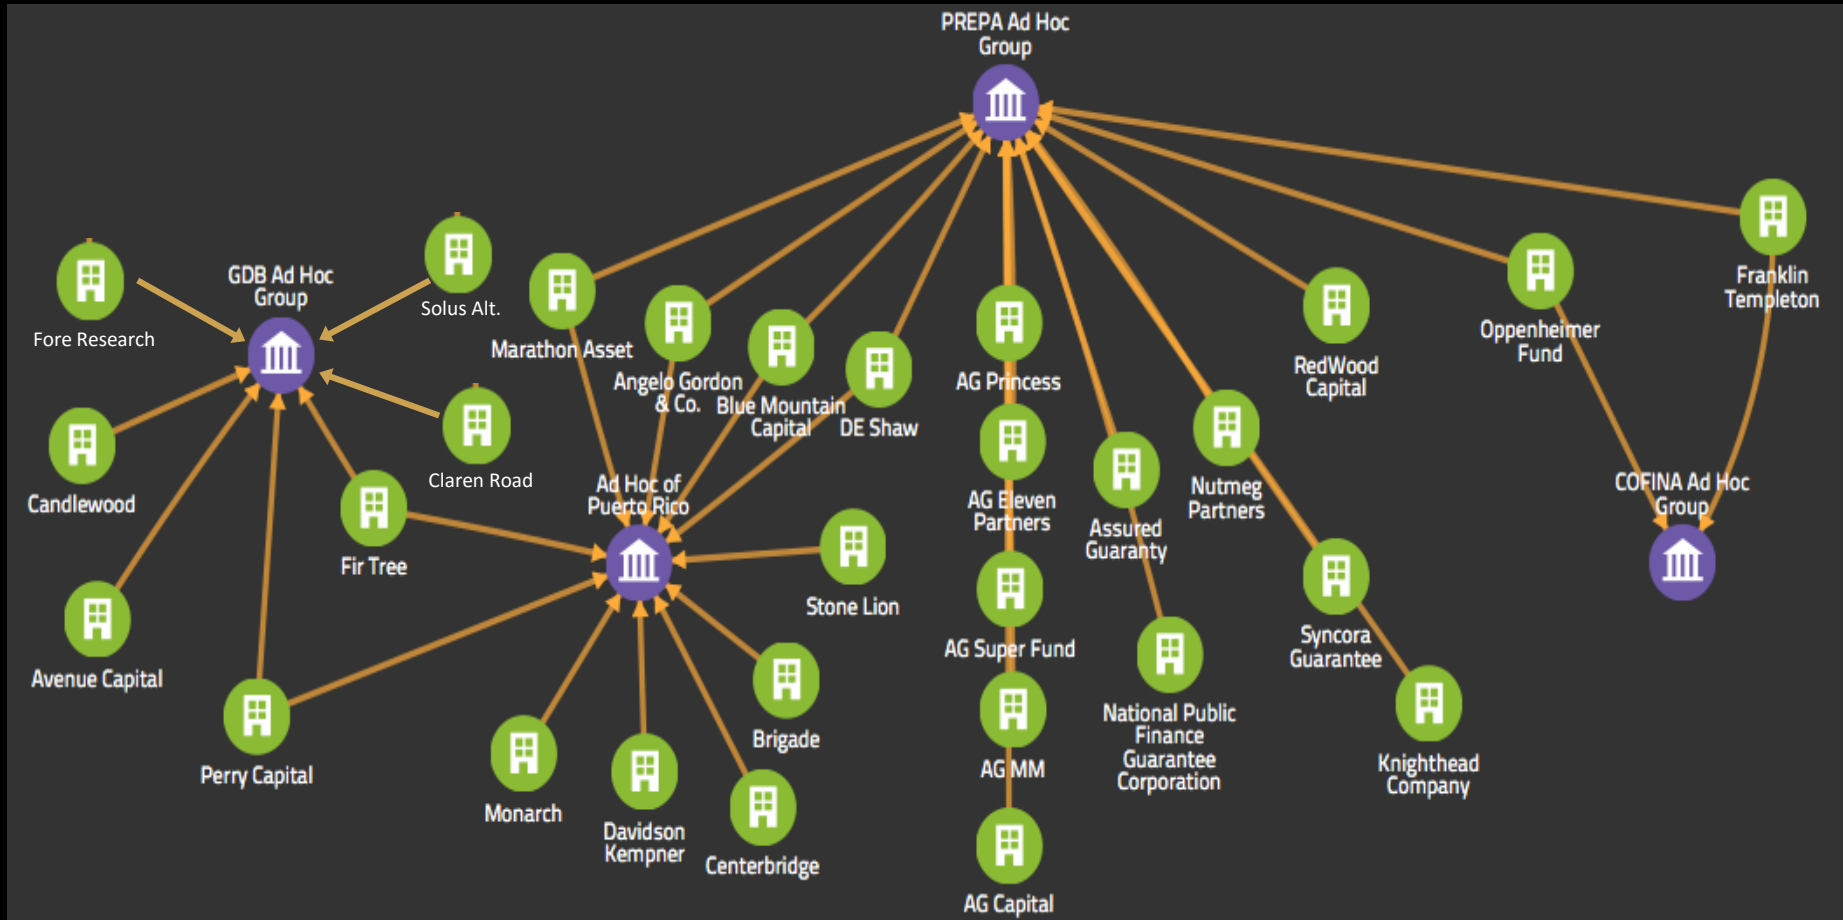 PREPA Ad Hoc
Group
GDB Ad Hoc
Group
Fore Research
Solus Alt.
Marathon Asset
Angelo Gordon
& Co.
Blue Mountain
Capital
DE Shaw
AG Princess
RedWood
Capital
Oppenheimer
Fund
Franklin
Templeton
Candlewood
Claren Road
Fir Tree
Ad Hoc of
Puerto Rico
AG Eleven
Partners
Assured
Guaranty
Nutmeg
Partners
COFINA Ad Hoc
Group
Avenue Capital
Stone Lion
AG Super Fund
Syncora
Guarantee
Perry Capital
Monarch
Davidson
Kempner
Centerbridge
Brigade
AG MM
National Public
Finance
Guarantee
Corporation
Knighthead
Company
AG Capital